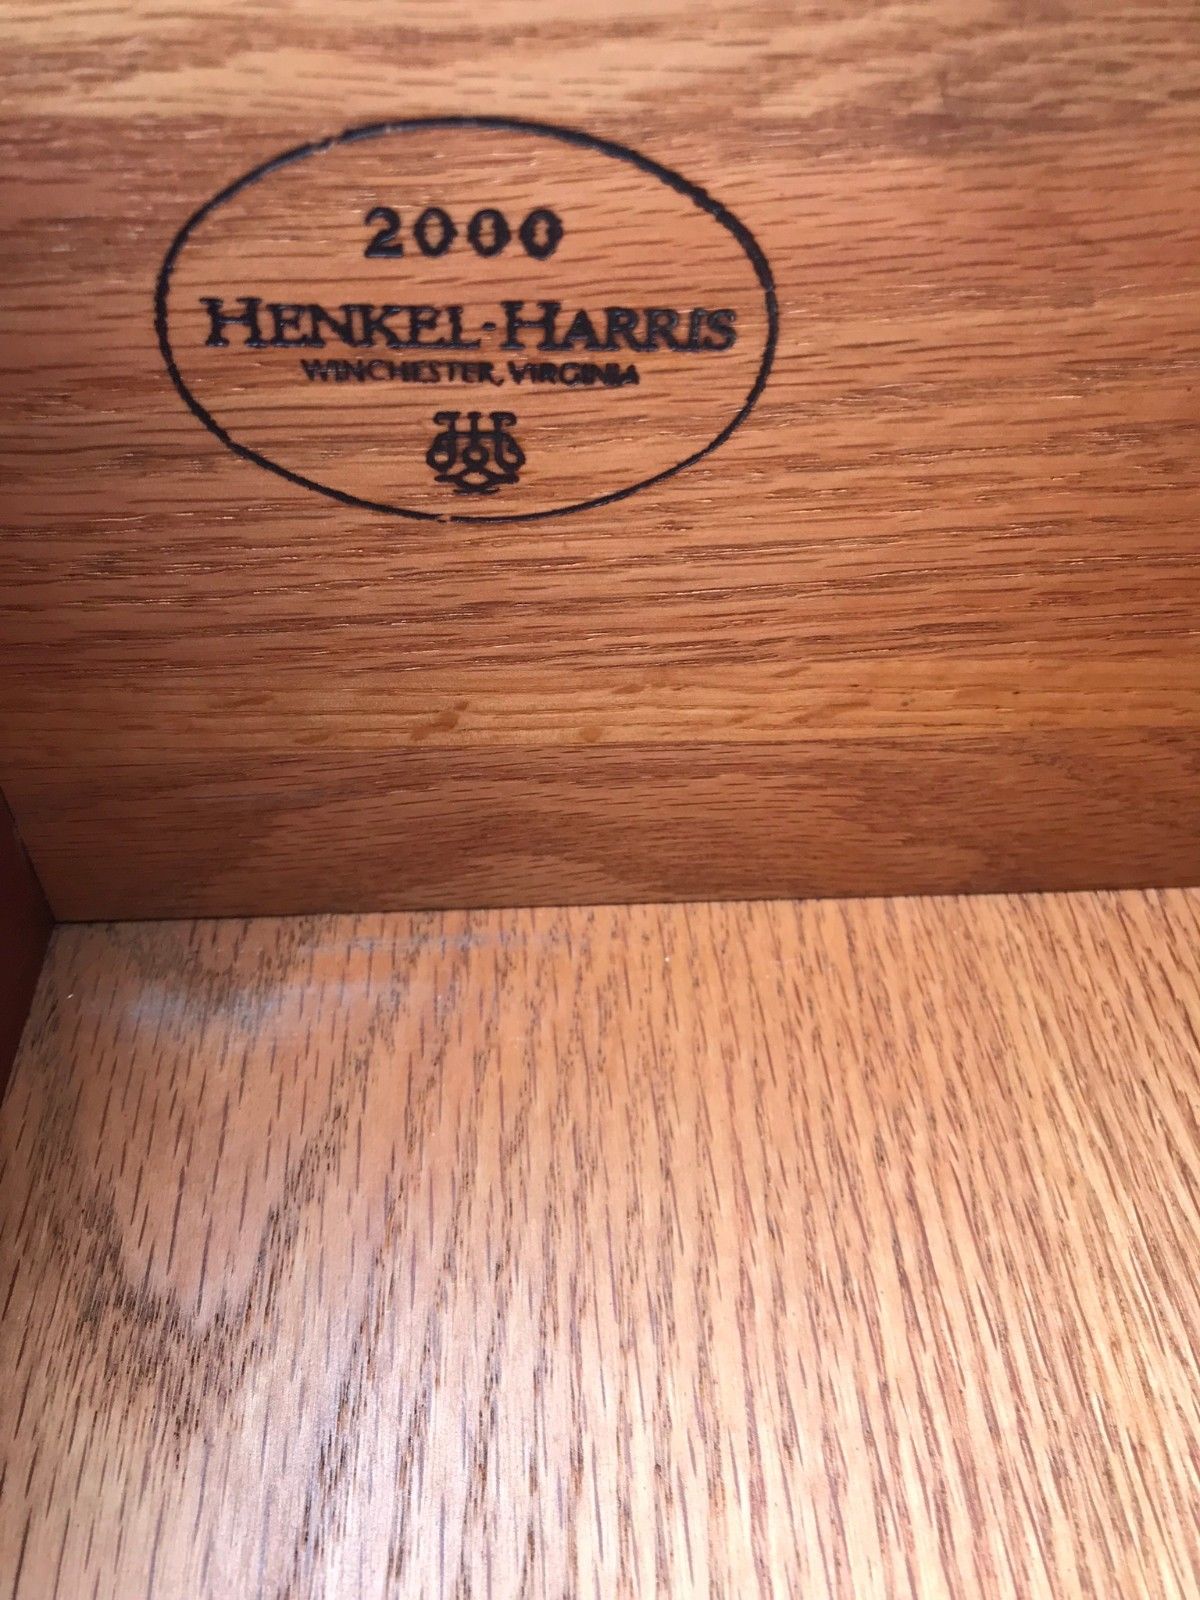 2000
HENKEL-HARRIS
WINCHESTER, VIRGINIA